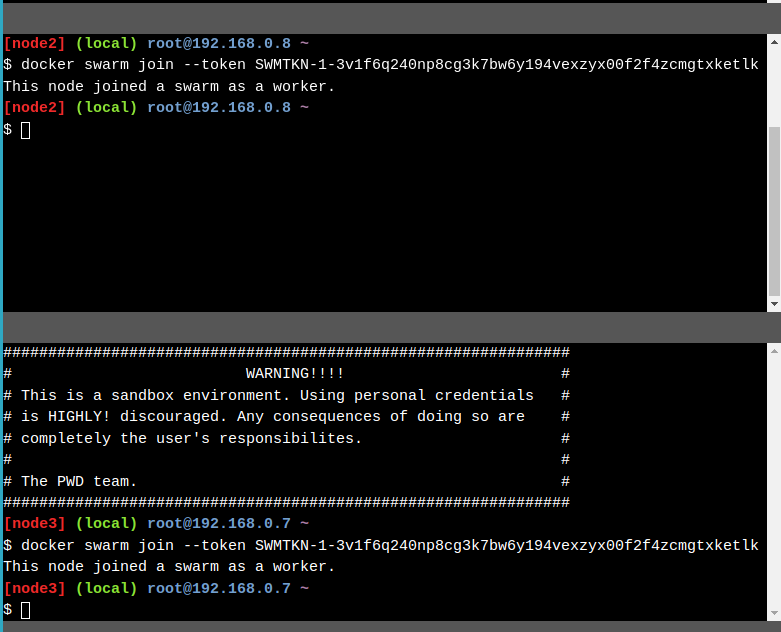 [node2] (local) root@192.168.0.8 ~
$ docker swarm join --token SWMTKN-1-3v1f6q240np8cg3k7bw6y194vexzyx00f2f4zcmgtxketlk
This node joined a swarm as a worker.
[node2] (local) root@192.168.0.8 ~
$
###############################################################
#                          WARNING!!!!                        #
# This is a sandbox environment. Using personal credentials   #
# is HIGHLY! discouraged. Any consequences of doing so are    #
# completely the user's responsibilites.                      #
#                                                             #
# The PWD team.                                               #
###############################################################
[node3] (local) root@192.168.0.7 ~
$ docker swarm join --token SWMTKN-1-3v1f6q240np8cg3k7bw6y194vexzyx00f2f4zcmgtxketlk
This node joined a swarm as a worker.
[node3] (local) root@192.168.0.7 ~
$